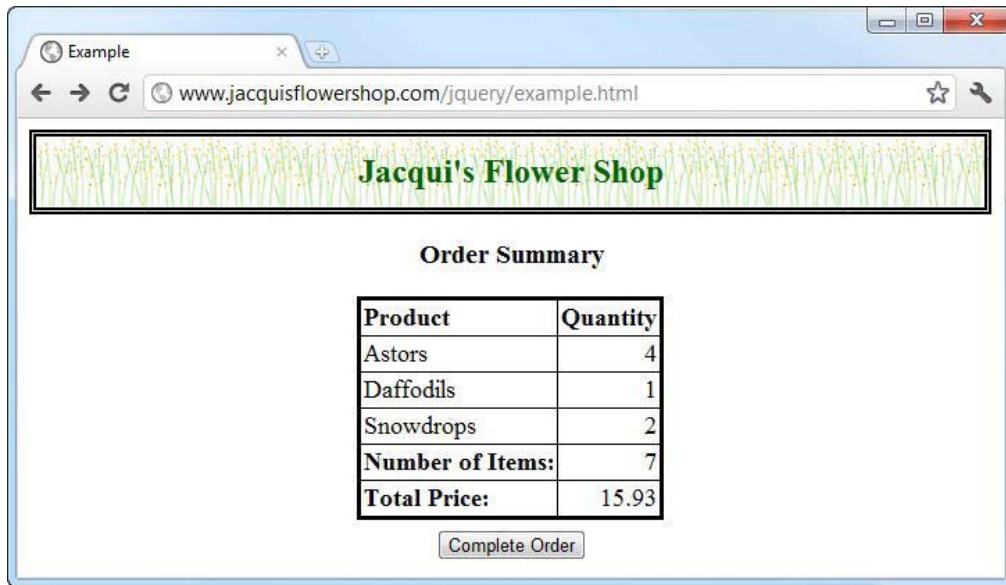 Example
www.jacquisflowershop.com/jquery/example.html
Jacqui's Flower Shop
Order Summary
Product Quantity
Astors 4
Daffodils 1
Snowdrops 2
Number of Items: 7
Total Price: 15.93
Complete Order